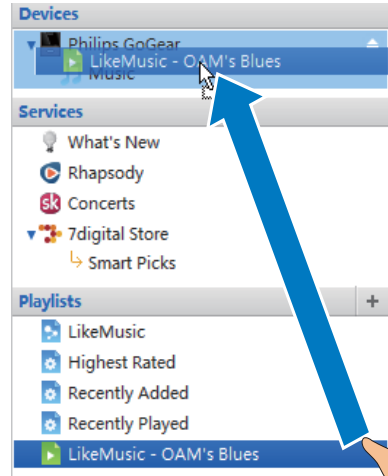 Devices
Philips GoGear
LikeMusic - OAM's Blues
Music
Services
What's New
Rhapsody
sk Concerts
7digital Store
Smart Picks
Playlists +
LikeMusic
Highest Rated
Recently Added
Recently Played
LikeMusic - OAM's Blues